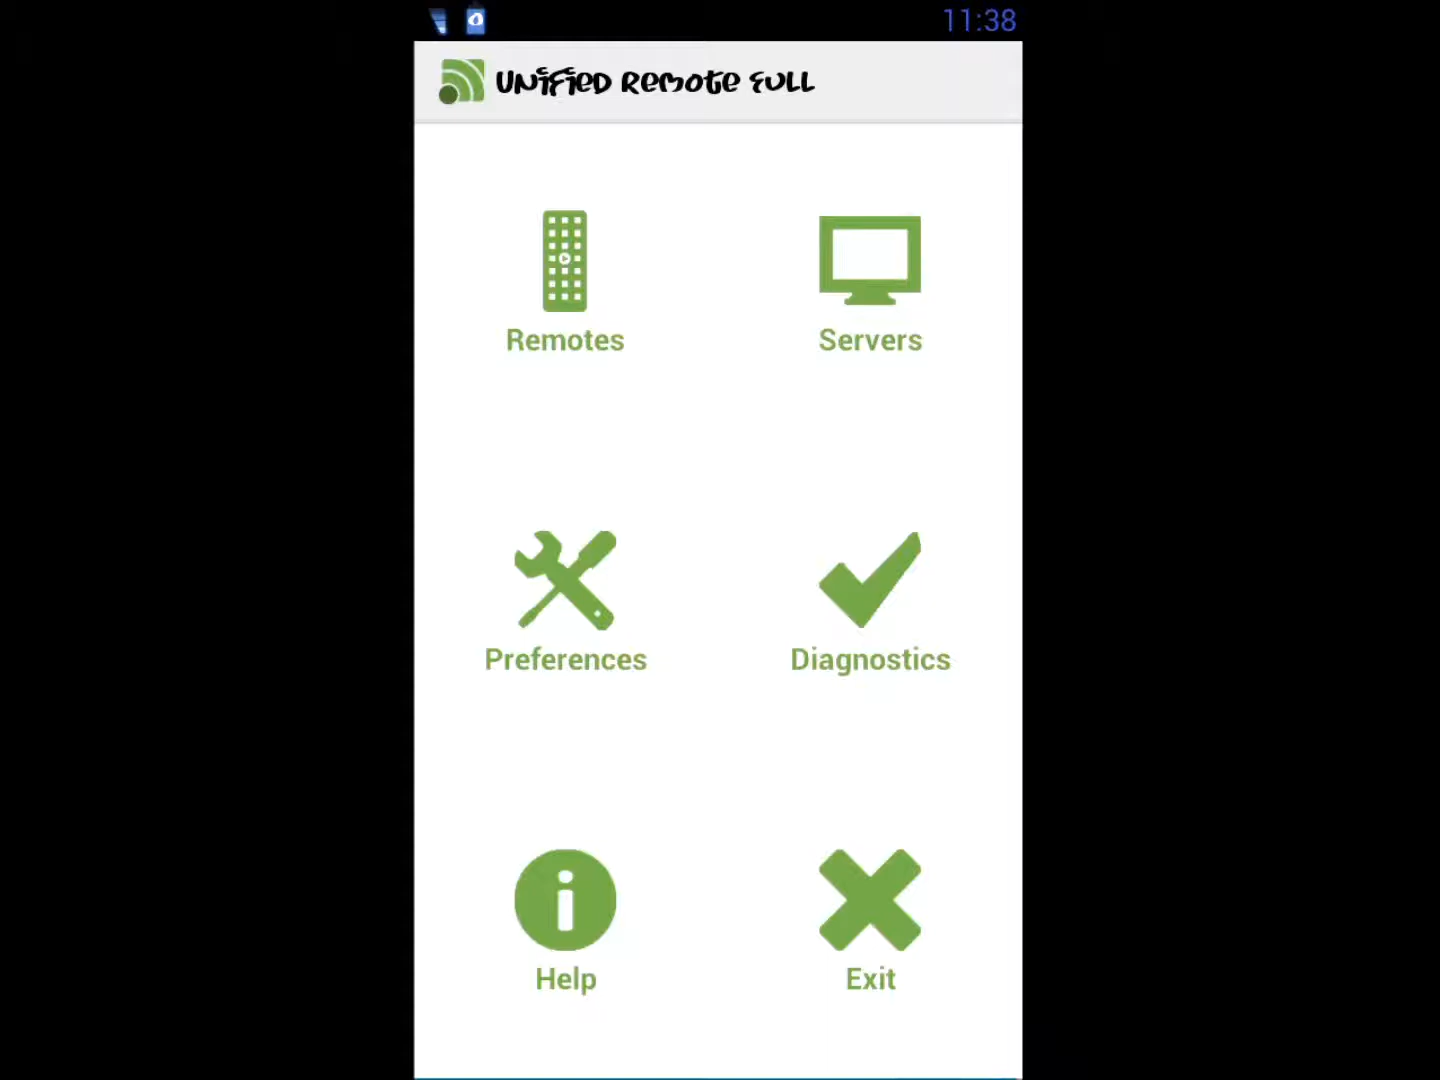 11:38
Unified Remote Full
Remotes
Servers
Preferences
Diagnostics
Help
Exit